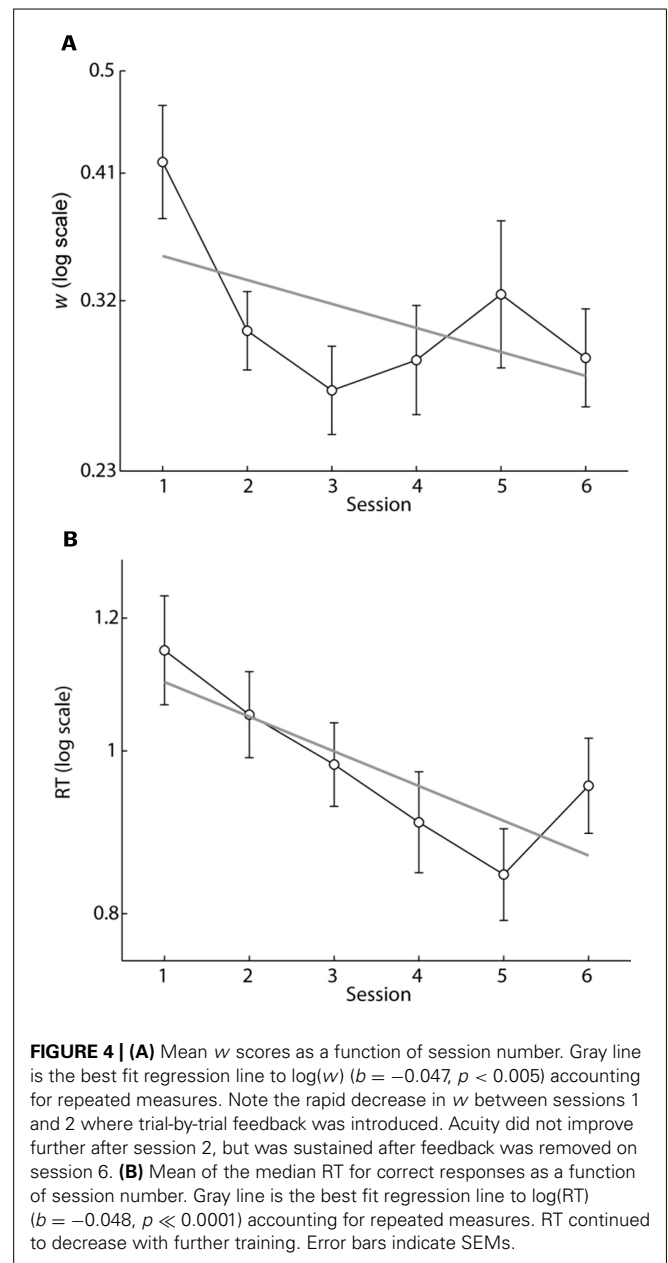 A
0.5
0.41
0.32
0.23
w (log scale)
1 2 3 4 5 6
Session
B
1.2
1
0.8
RT (log scale)
1 2 3 4 5 6
Session
FIGURE 4 | (A) Mean w scores as a function of session number. Gray line
is the best fit regression line to log(w) (b = −0.047, p < 0.005) accounting
for repeated measures. Note the rapid decrease in w between sessions 1
and 2 where trial-by-trial feedback was introduced. Acuity did not improve
further after session 2, but was sustained after feedback was removed on
session 6. (B) Mean of the median RT for correct responses as a function
of session number. Gray line is the best fit regression line to log(RT)
(b = −0.048, p ≪ 0.0001) accounting for repeated measures. RT continued
to decrease with further training. Error bars indicate SEMs.